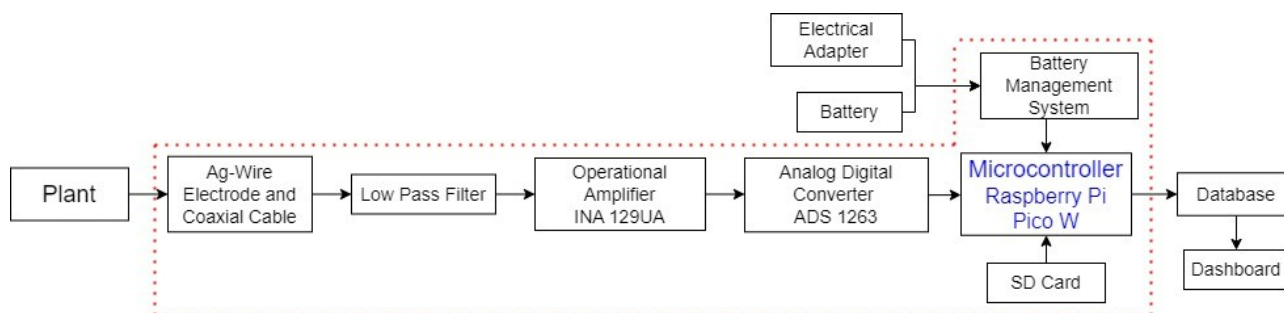 Electrical
Adapter
Battery
Battery
Management
System
Plant
Ag-Wire
Electrode and
Coaxial Cable
Low Pass Filter
Operational
Amplifier
INA 129UA
Analog Digital
Converter
ADS 1263
Microcontroller
Raspberry Pi
Pico W
Database
SD Card
Dashboard